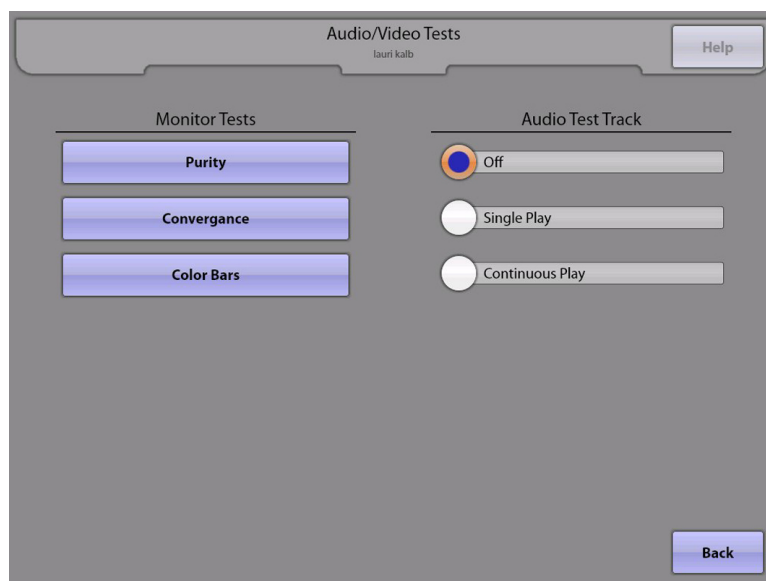 Audio/Video Tests
lauri kalb
Help
Monitor Tests
Audio Test Track
Purity
Off
Convergance
Single Play
Color Bars
Continuous Play
Back